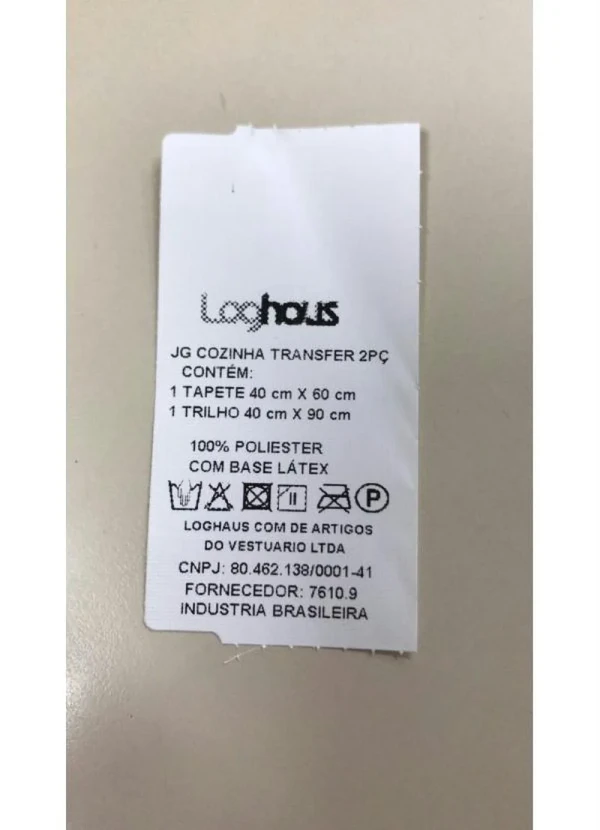 Loghaus
JG COZINHA TRANSFER 2PÇ
CONTÉM:
1 TAPETE 40 cm X 60 cm
1 TRILHO 40 cm X 90 cm
100% POLIESTER
COM BASE LÁTEX
P
LOGHAUS COM DE ARTIGOS
DO VESTUARIO LTDA
CNPJ: 80.462.138/0001-41
FORNECEDOR: 7610.9
INDUSTRIA BRASILEIRA